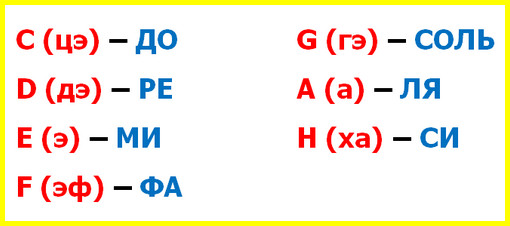 C (цэ) – ДО
D (дэ) – РЕ
E (э) – МИ
F (эф) – ФА
G (гэ) – СОЛЬ
A (а) – ЛЯ
H (ха) – СИ